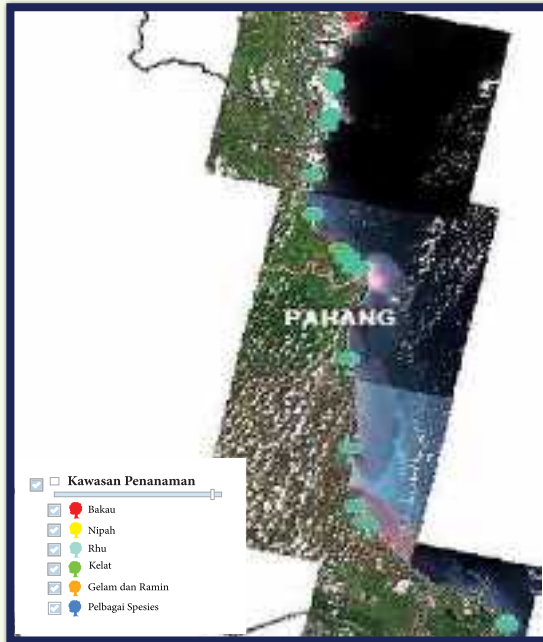 PAHANG
Kawasan Penanaman
Bakau
Nipah
Rhu
Kelat
Gelam dan Ramin
Pelbagai Spesies